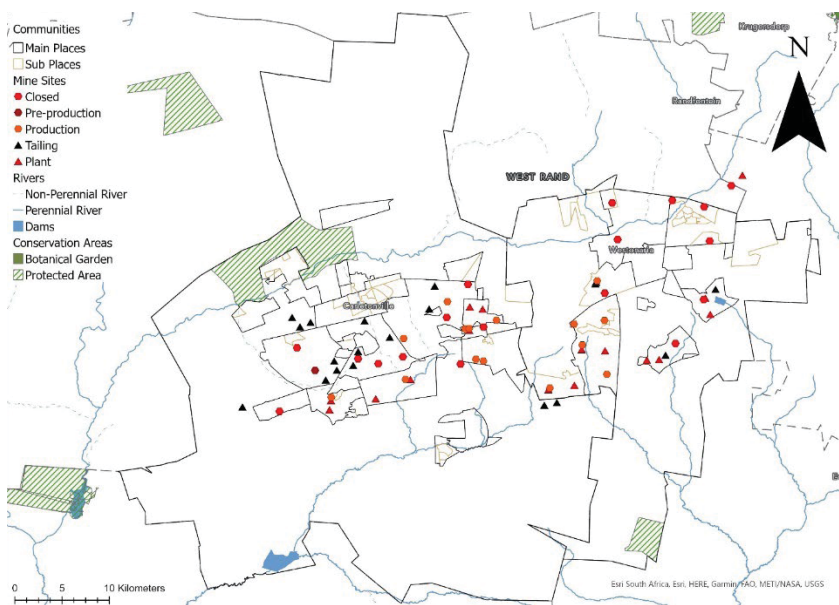 Communities
Main Places
Sub Places
Mine Sites
Closed
Pre-production
Production
Tailing
Plant
Rivers
Non-Perennial River
Perennial River
Dams
Conservation Areas
Botanical Garden
Protected Area
Krugersdorp
N
Randfontein
WEST RAND
Westonaria
Carletonville
0 5 10 Kilometers
Esri South Africa, Esri, HERE, Garmin, FAO, METI/NASA, USGS